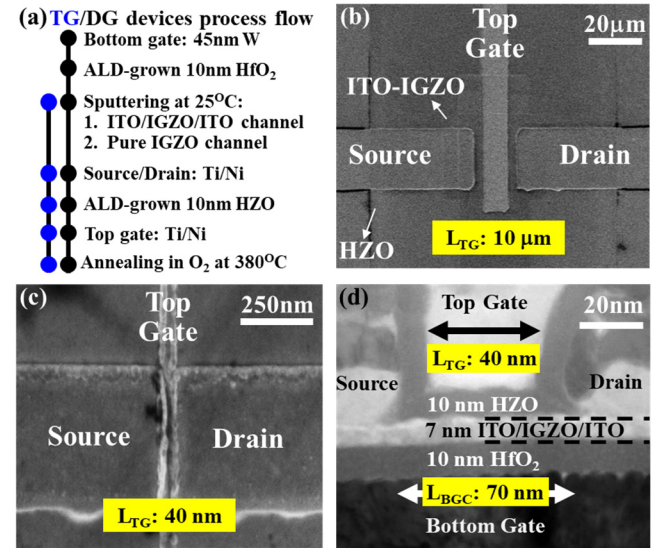 (a) TG/DG devices process flow
Bottom gate: 45nm W
ALD-grown 10nm HfO₂
Sputtering at 25ᴼC:
1. ITO/IGZO/ITO channel
2. Pure IGZO channel
Source/Drain: Ti/Ni
ALD-grown 10nm HZO
Top gate: Ti/Ni
Annealing in O₂ at 380ᴼC
(b)
Top
Gate
20μm
ITO-IGZO
Source
Drain
HZO
L_TG: 10 μm
(c)
Top
Gate
250nm
Source
Drain
L_TG: 40 nm
(d)
Top Gate
20nm
L_TG: 40 nm
Source
Drain
10 nm HZO
7 nm ITO/IGZO/ITO
10 nm HfO₂
L_BGC: 70 nm
Bottom Gate